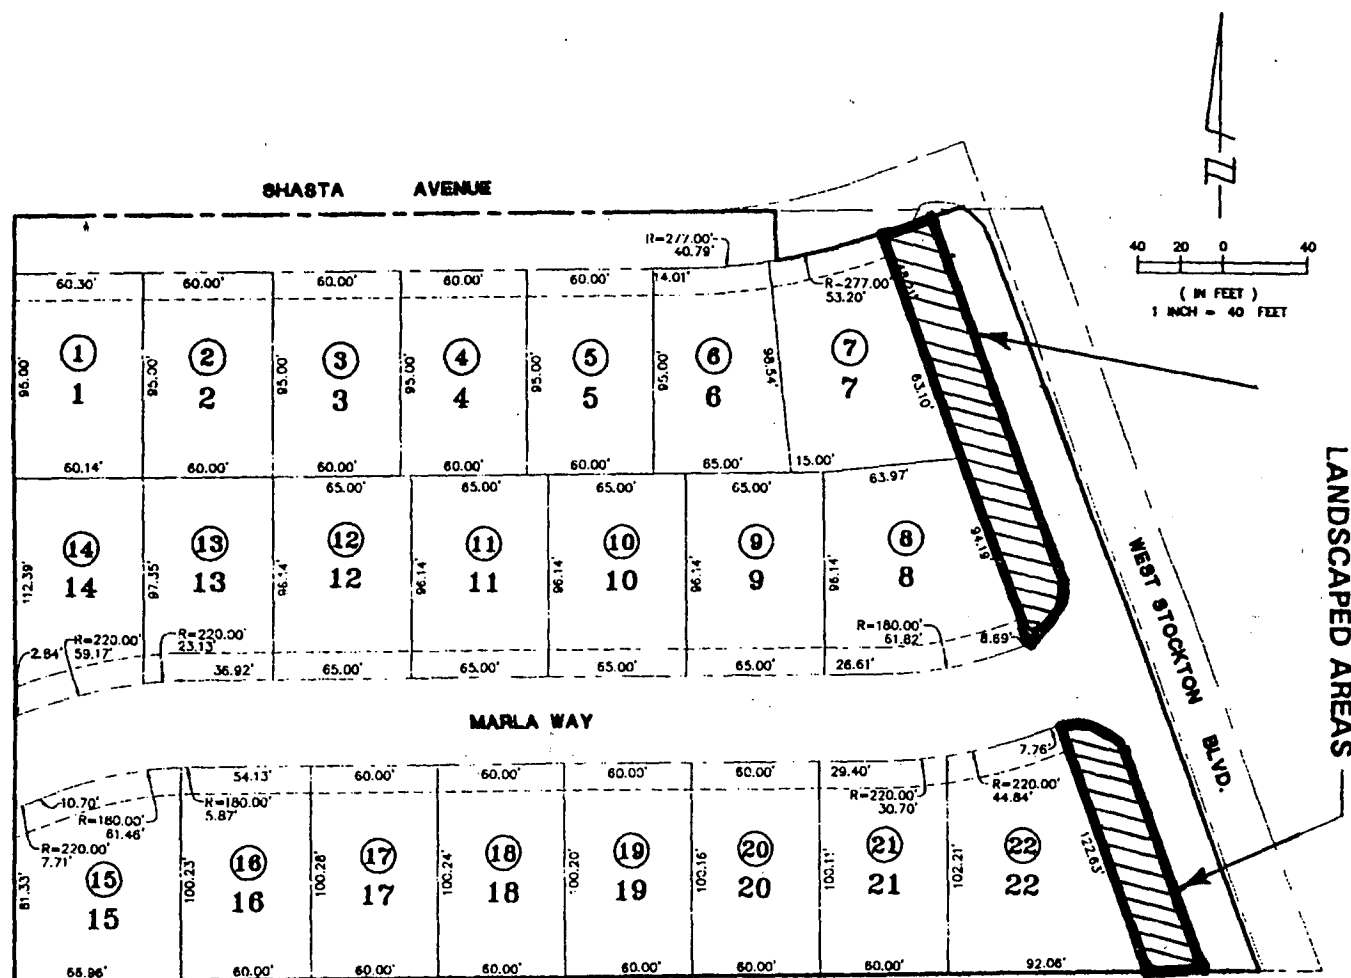 SHASTA AVENUE
R=277.00'
40.79'
40 20 0 40
( IN FEET )
1 INCH = 40 FEET
60.30' 60.00' 60.00' 60.00' 60.00' 14.01'
R=277.00'
53.20'
95.00' 95.00' 95.00' 95.00' 95.00' 98.54'
1 2 3 4 5 6 7
1 2 3 4 5 6 7
63.10'
60.14' 60.00' 60.00' 60.00' 60.00' 65.00' 15.00'
65.00' 65.00' 65.00' 65.00' 63.97'
LANDSCAPED AREAS
14 13 12 11 10 9 8
14 13 12 11 10 9 8
112.39' 97.35' 96.14' 96.14' 96.14' 96.14' 96.14' 94.19'
WEST STOCKTON BLVD.
2.84'
R=220.00'
59.17'
R=220.00'
23.13'
R=180.00'
61.82'
8.69'
36.92' 65.00' 65.00' 65.00' 65.00' 26.61'
MARLA WAY
7.76'
54.13' 60.00' 60.00' 60.00' 60.00' 29.40'
10.70'
R=180.00'
61.46'
R=220.00'
7.71'
R=180.00'
5.87'
R=220.00'
30.70'
R=220.00'
44.84'
81.33' 100.23' 100.28' 100.24' 100.20' 100.16' 100.11' 102.21' 122.63'
15 16 17 18 19 20 21 22
15 16 17 18 19 20 21 22
60.00' 60.00' 60.00' 60.00' 60.00' 60.00' 92.06'